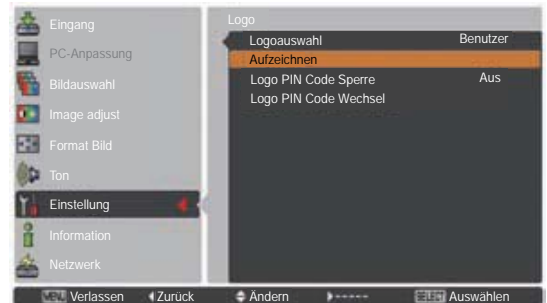 Eingang
PC-Anpassung
Bildauswahl
Image adjust
Format Bild
Ton
Einstellung
Information
Netzwerk
Logo
Logoauswahl Benutzer
Aufzeichnen
Logo PIN Code Sperre Aus
Logo PIN Code Wechsel
MENU Verlassen Zurück Ändern ----- Auswählen